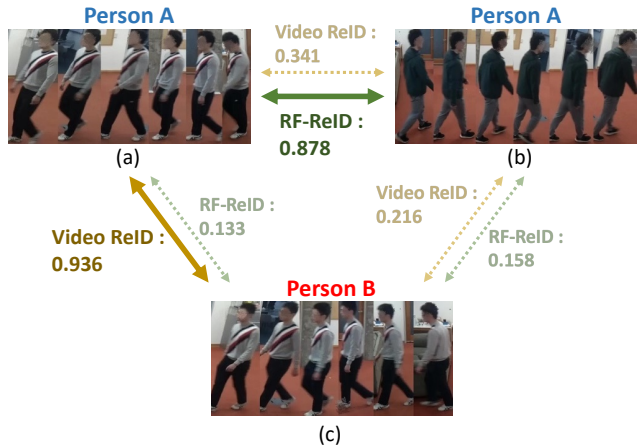 Person A
Video ReID :
0.341
Person A
RF-ReID :
0.878
(a)
(b)
Video ReID :
0.936
RF-ReID :
0.133
Video ReID :
0.216
RF-ReID :
0.158
Person B
(c)